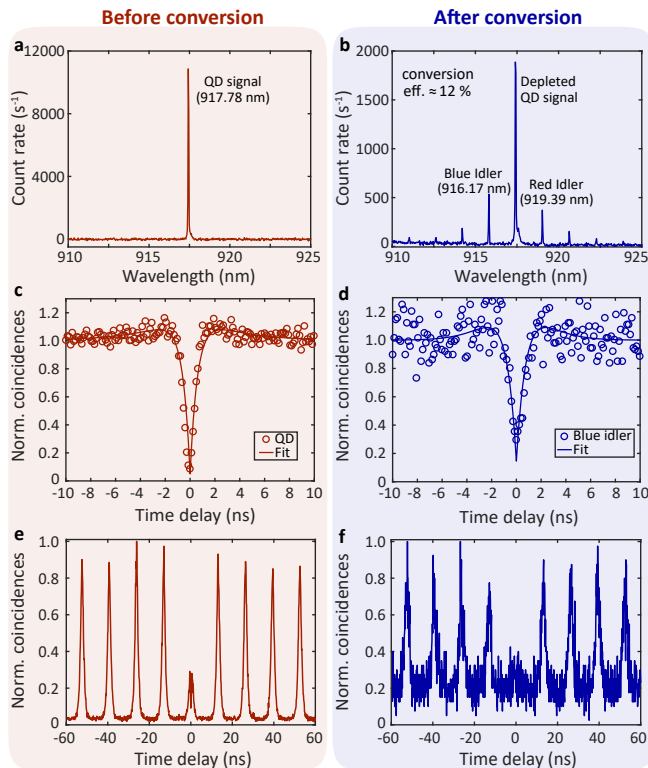 Before conversion
After conversion
a
12000
8000
4000
0
Count rate (s⁻¹)
QD signal
(917.78 nm)
910
915
920
925
Wavelength (nm)
b
2000
1500
1000
500
0
Count rate (s⁻¹)
conversion
eff. ≈ 12 %
Depleted
QD signal
Blue Idler
(916.17 nm)
Red Idler
(919.39 nm)
910
915
920
925
Wavelength (nm)
c
1.2
1.0
0.8
0.6
0.4
0.2
0
Norm. coincidences
QD
Fit
-10 -8 -6 -4 -2 0 2 4 6 8 10
Time delay (ns)
d
1.2
1.0
0.8
0.6
0.4
0.2
0
Norm. coincidences
Blue idler
Fit
-10 -8 -6 -4 -2 0 2 4 6 8 10
Time delay (ns)
e
1.0
0.8
0.6
0.4
0.2
0
Norm. coincidences
-60 -40 -20 0 20 40 60
Time delay (ns)
f
1.0
0.8
0.6
0.4
0.2
0
Norm. coincidences
-60 -40 -20 0 20 40 60
Time delay (ns)